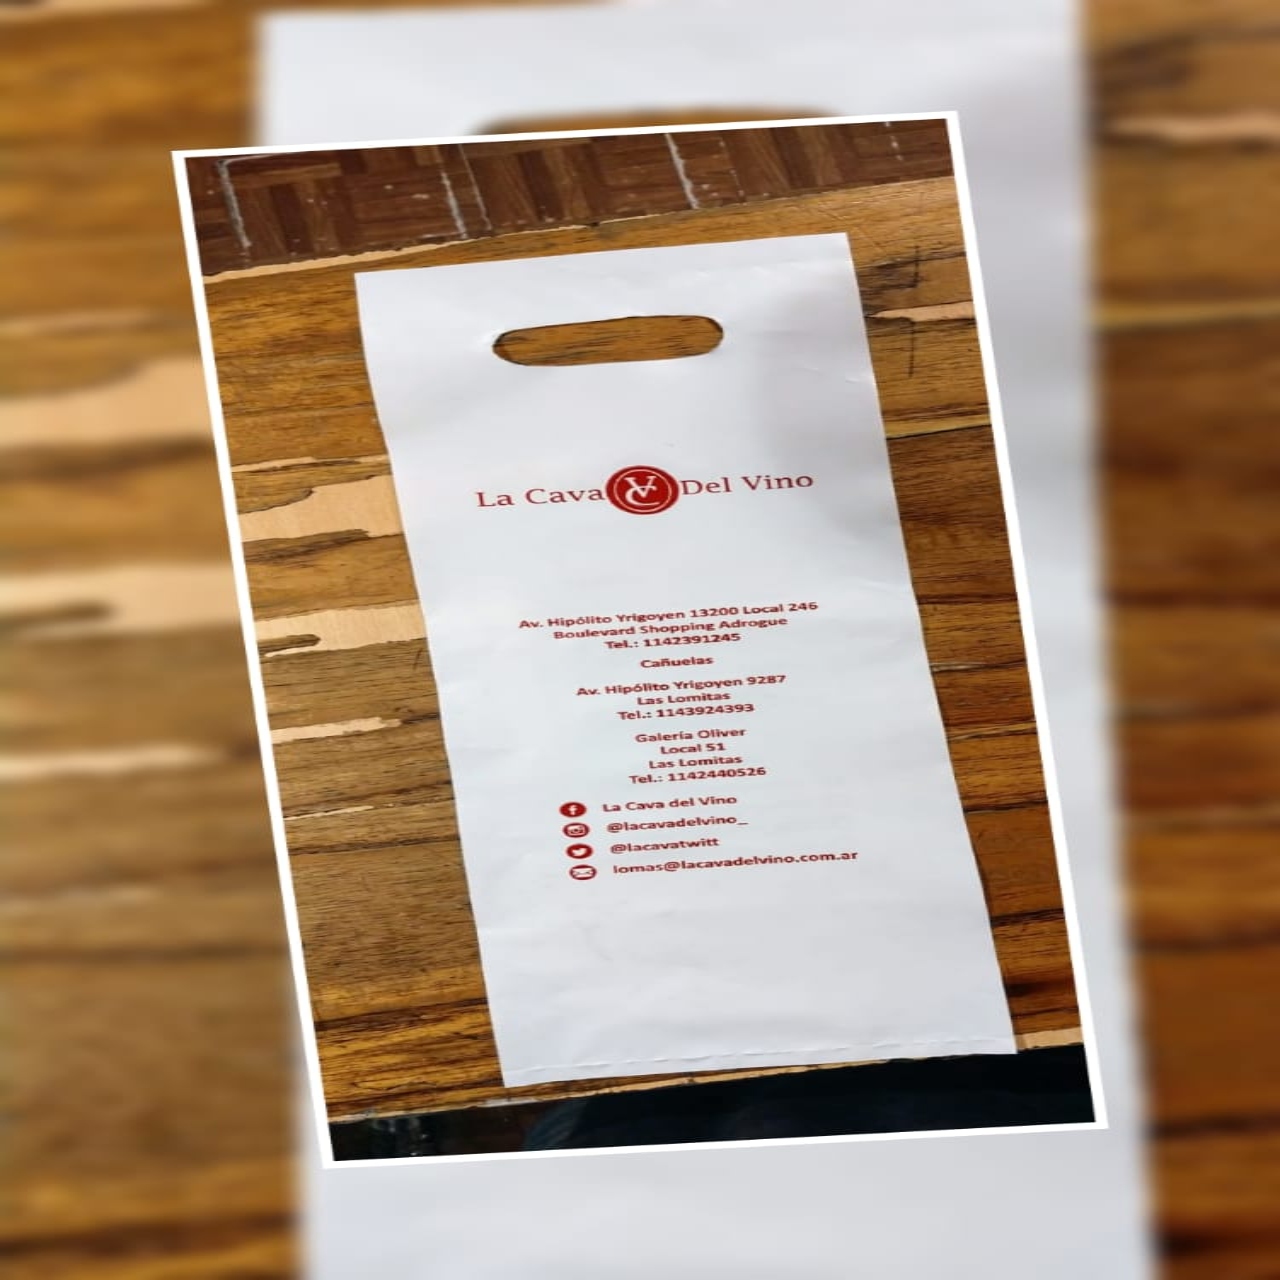 La Cava VC Del Vino
Av. Hipólito Yrigoyen 13200 Local 246
Boulevard Shopping Adrogue
Tel.: 1142391245
Cañuelas
Av. Hipólito Yrigoyen 9287
Las Lomitas
Tel.: 1143924393
Galería Oliver
Local 51
Las Lomitas
Tel.: 1142440526
La Cava del Vino
@lacavadelvino_
@lacavatwitt
lomas@lacavadelvino.com.ar